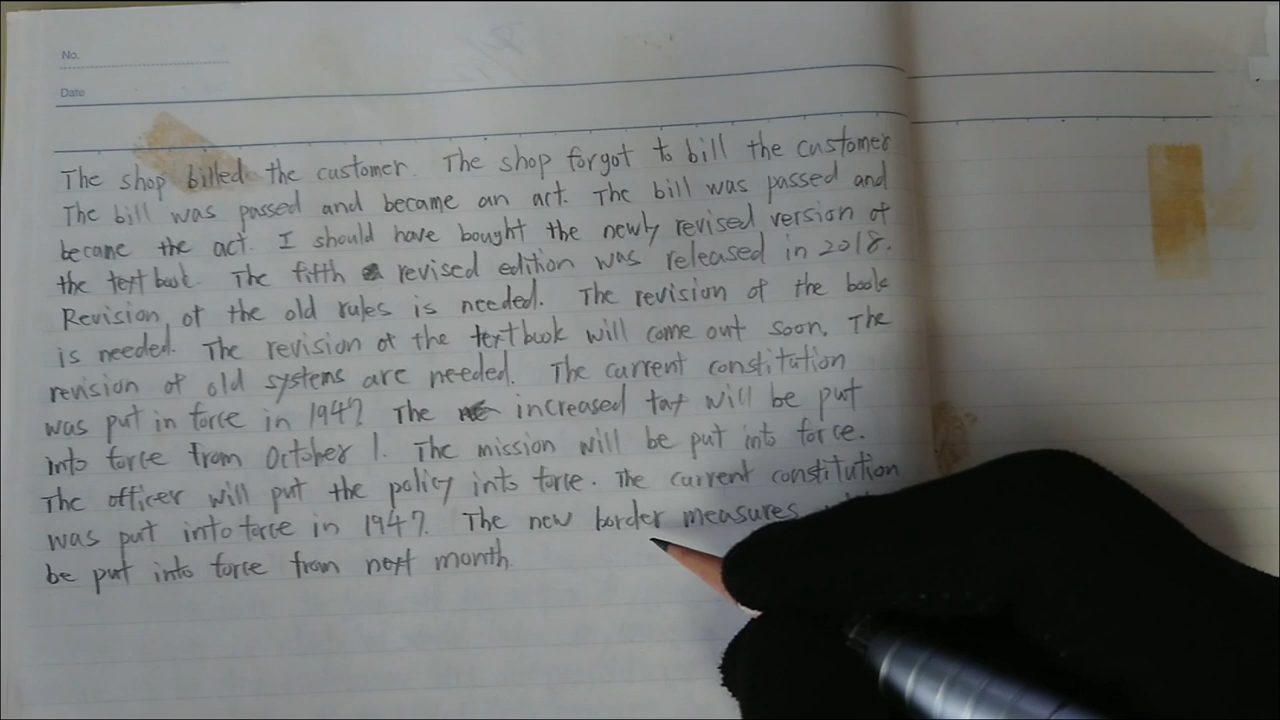 No.
Date
The shop billed the customer. The shop forgot to bill the customer
The bill was passed and became an act. The bill was passed and
became the act. I should have bought the newly revised version of
the textbook. The fifth revised edition was released in 2018.
Revision of the old rules is needed. The revision of the book
is needed. The revision of the textbook will come out soon. The
revision of old systems are needed. The current constitution
was put in force in 1947. The increased tax will be put
into force from October 1. The mission will be put into force.
The officer will put the policy into force. The current constitution
was put into force in 1947. The new border measures
be put into force from next month.